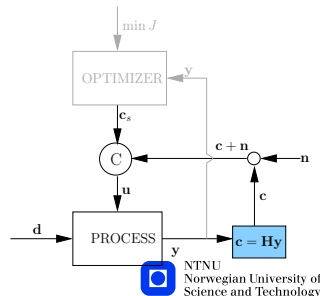 min J
OPTIMIZER
y
c_s
c + n
C
n
u
c
d
PROCESS
y
c = Hy
NTNU
Norwegian University of
Science and Technology